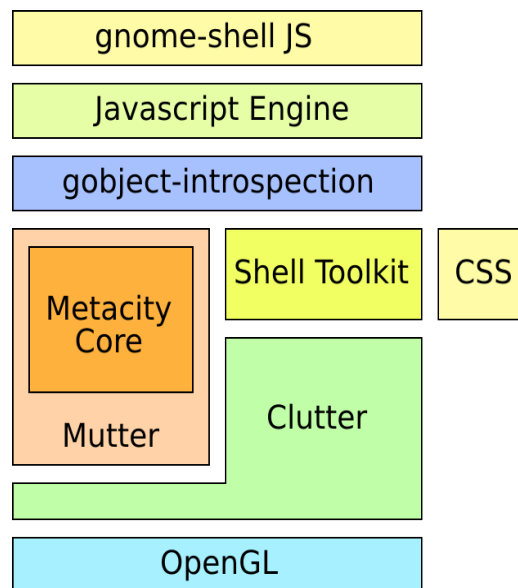 gnome-shell JS
Javascript Engine
gobject-introspection
Shell Toolkit
CSS
Metacity
Core
Mutter
Clutter
OpenGL